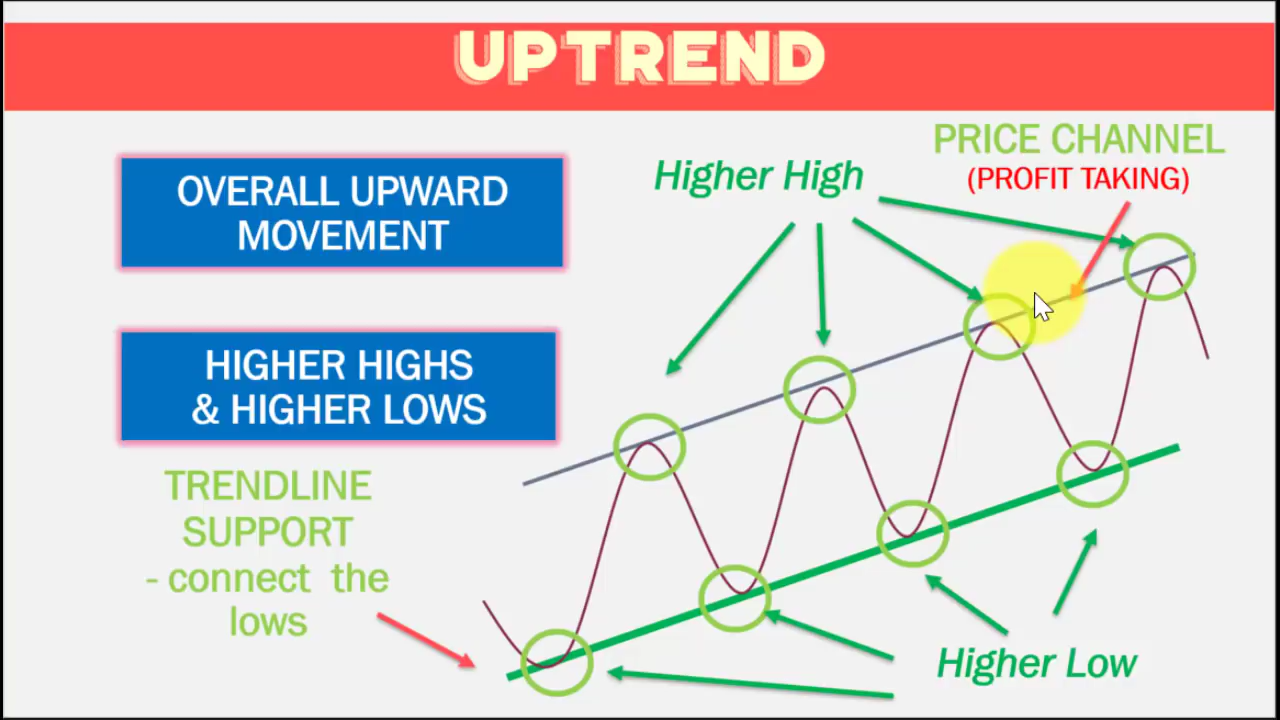 UPTREND
OVERALL UPWARD
MOVEMENT
HIGHER HIGHS
& HIGHER LOWS
TRENDLINE
SUPPORT
- connect the
lows
Higher High
PRICE CHANNEL
(PROFIT TAKING)
Higher Low